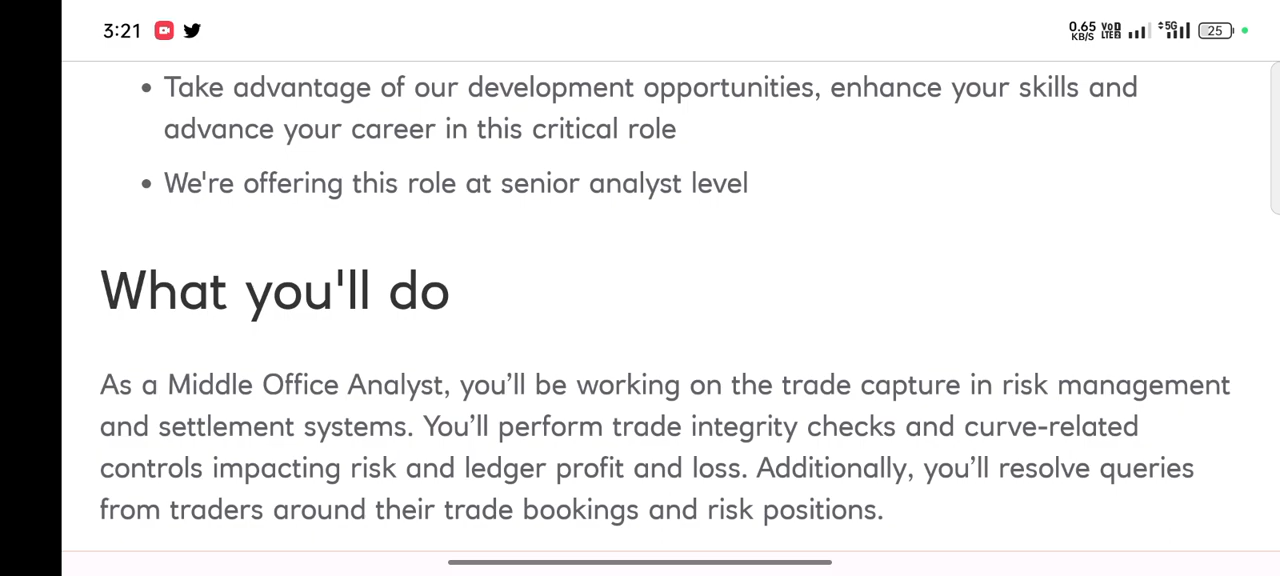 3:21
0.65 KB/S VoD LTE2 5G 25
• Take advantage of our development opportunities, enhance your skills and
advance your career in this critical role
• We're offering this role at senior analyst level
What you'll do
As a Middle Office Analyst, you’ll be working on the trade capture in risk management
and settlement systems. You’ll perform trade integrity checks and curve-related
controls impacting risk and ledger profit and loss. Additionally, you’ll resolve queries
from traders around their trade bookings and risk positions.